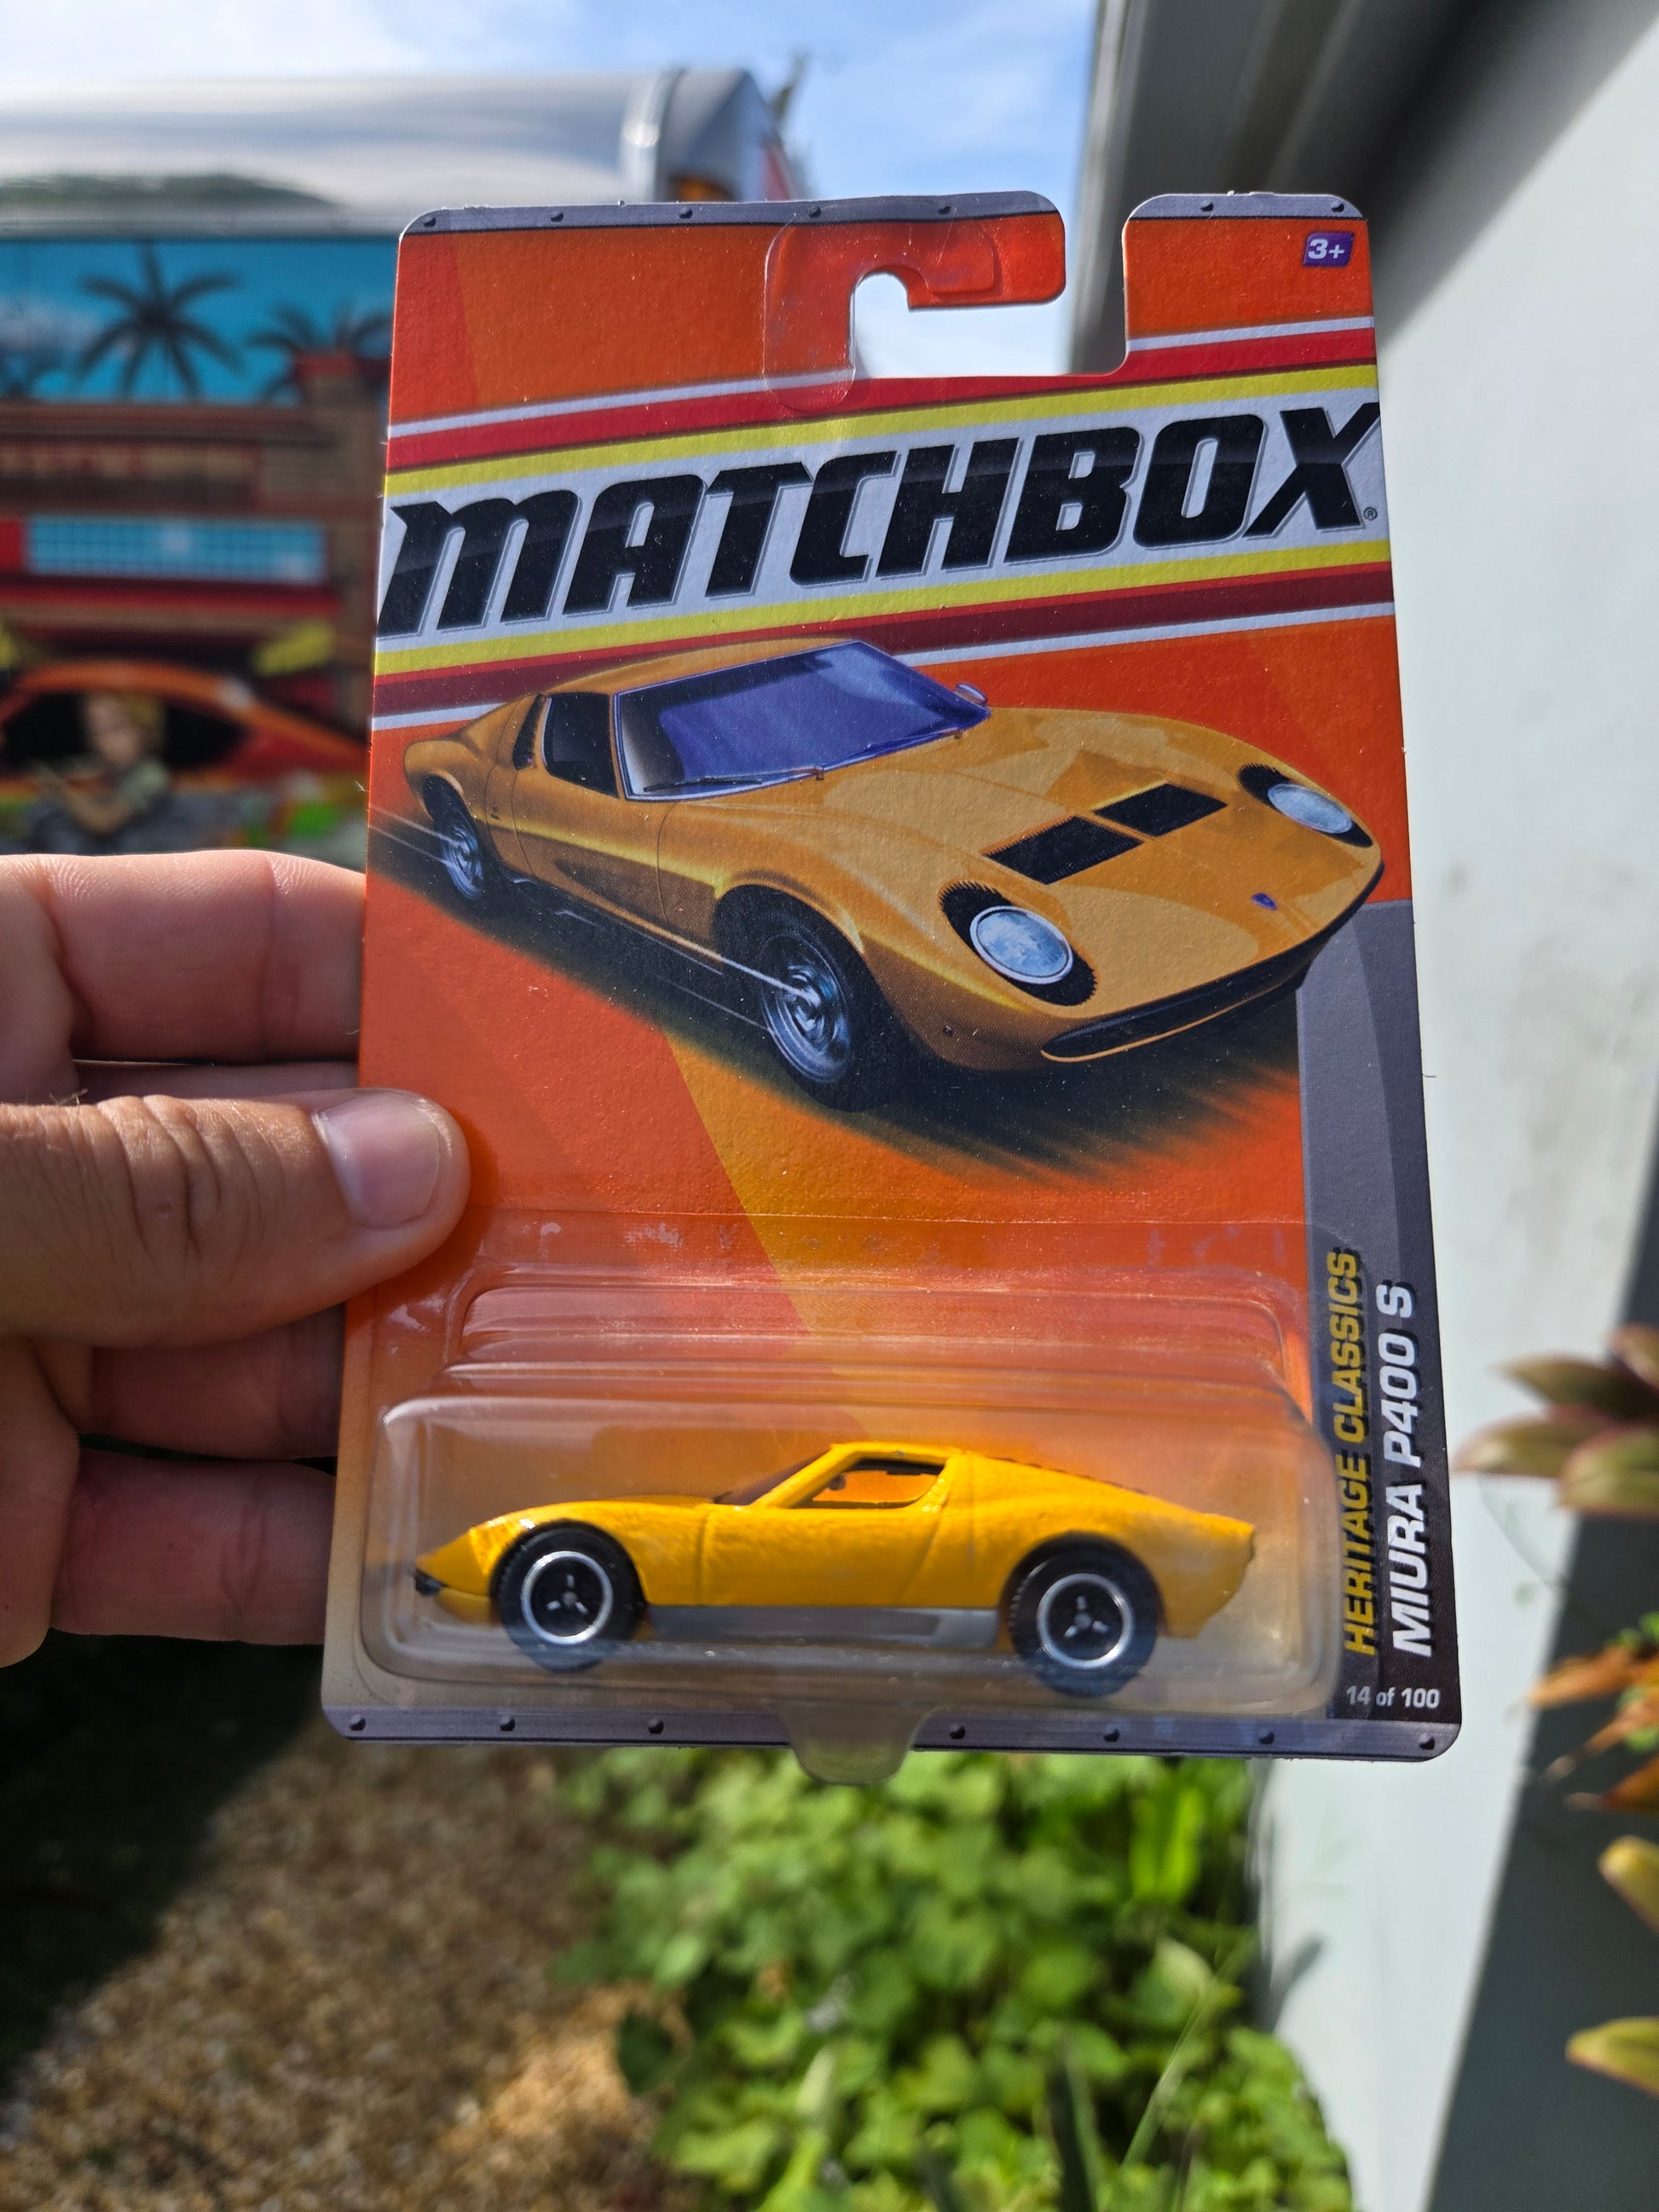 3+
MATCHBOX®
HERITAGE CLASSICS
MIURA P400 S
14 of 100